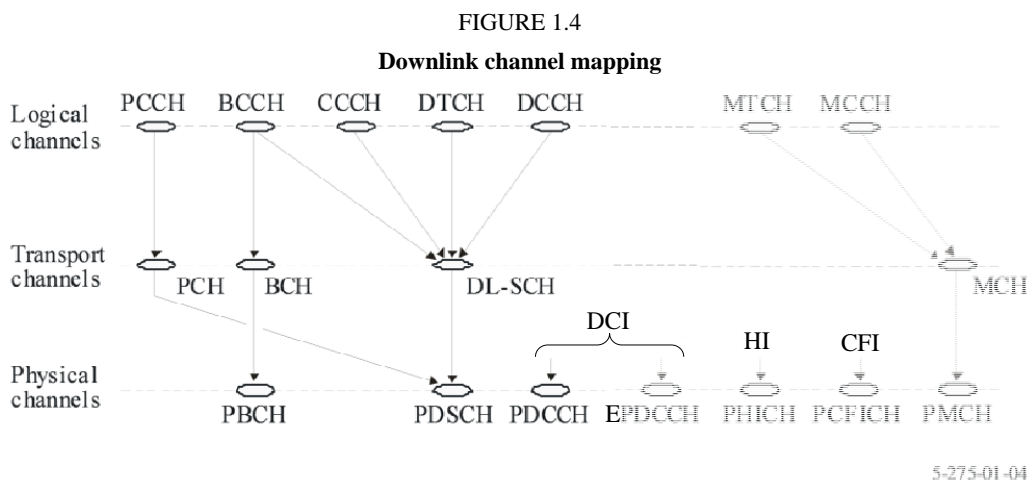 FIGURE 1.4
Downlink channel mapping
Logical channels
PCCH BCCH CCCH DTCH DCCH MTCH MCCH
Transport channels
PCH BCH DL-SCH MCH
DCI HI CFI
Physical channels
PBCH PDSCH PDCCH EPDCCH PHICH PCFICH PMCH
5-275-01-04